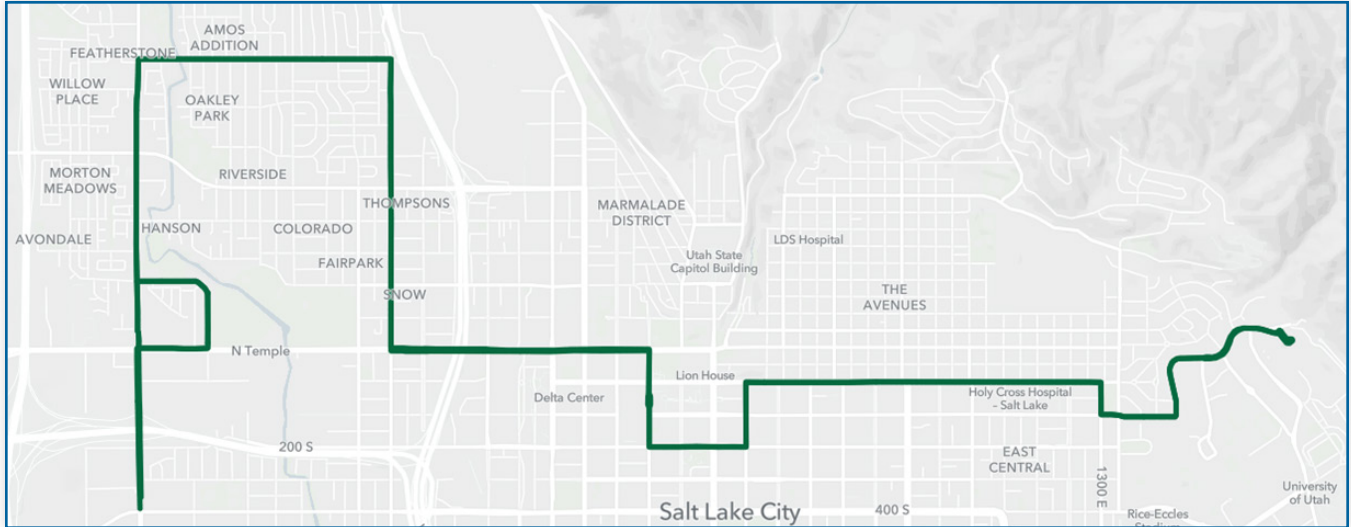 AMOS
ADDITION
FEATHERSTONE
WILLOW
PLACE
OAKLEY
PARK
MORTON
MEADOWS
RIVERSIDE
THOMPSONS
MARMALADE
DISTRICT
HANSON
COLORADO
AVONDALE
LDS Hospital
Utah State
Capitol Building
FAIRPARK
SNOW
THE
AVENUES
N Temple
Lion House
Delta Center
Holy Cross Hospital
– Salt Lake
200 S
EAST
CENTRAL
1300 E
University
of Utah
Salt Lake City
400 S
Rice-Eccles
Stadium